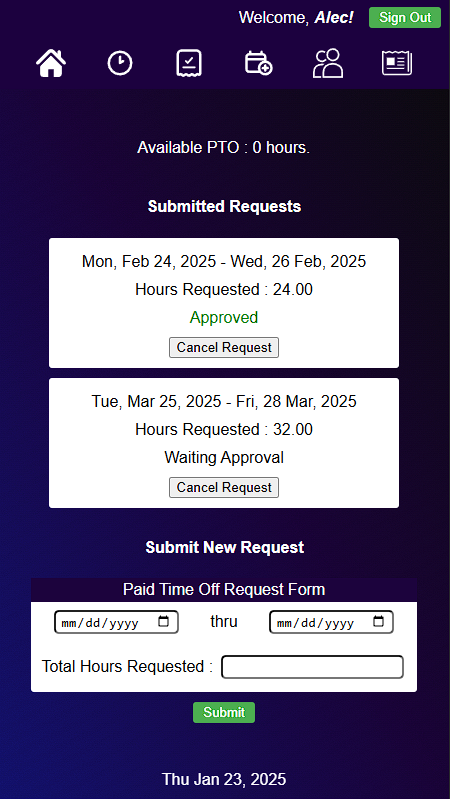 Welcome, Alec! Sign Out
Available PTO : 0 hours.
Submitted Requests
Mon, Feb 24, 2025 - Wed, 26 Feb, 2025
Hours Requested : 24.00
Approved
Cancel Request
Tue, Mar 25, 2025 - Fri, 28 Mar, 2025
Hours Requested : 32.00
Waiting Approval
Cancel Request
Submit New Request
Paid Time Off Request Form
mm/dd/yyyy thru mm/dd/yyyy
Total Hours Requested :
Submit
Thu Jan 23, 2025